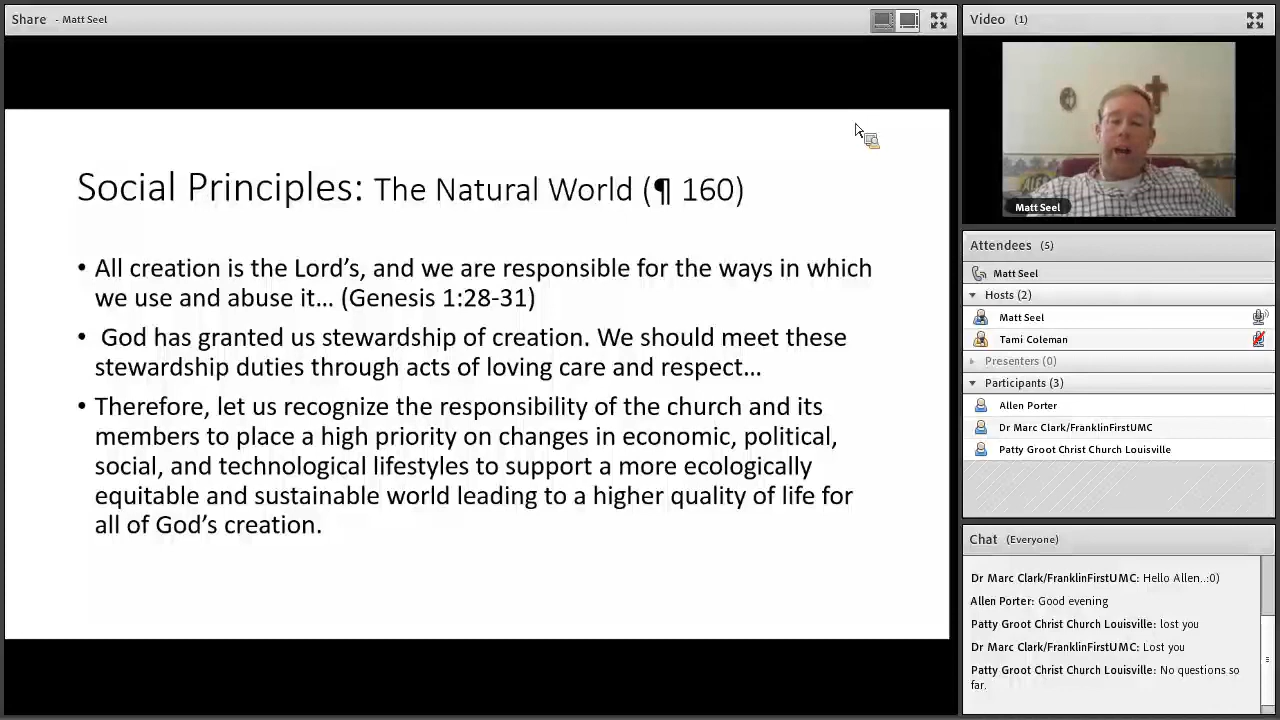 Share - Matt Seel
Social Principles: The Natural World (¶ 160)
• All creation is the Lord’s, and we are responsible for the ways in which
we use and abuse it… (Genesis 1:28-31)
• God has granted us stewardship of creation. We should meet these
stewardship duties through acts of loving care and respect…
• Therefore, let us recognize the responsibility of the church and its
members to place a high priority on changes in economic, political,
social, and technological lifestyles to support a more ecologically
equitable and sustainable world leading to a higher quality of life for
all of God’s creation.
Video (1)
Matt Seel
Attendees (5)
Matt Seel
Hosts (2)
Matt Seel
Tami Coleman
Presenters (0)
Participants (3)
Allen Porter
Dr Marc Clark/FranklinFirstUMC
Patty Groot Christ Church Louisville
Chat (Everyone)
Dr Marc Clark/FranklinFirstUMC: Hello Allen..:0)
Allen Porter: Good evening
Patty Groot Christ Church Louisville: lost you
Dr Marc Clark/FranklinFirstUMC: Lost you
Patty Groot Christ Church Louisville: No questions so
far.